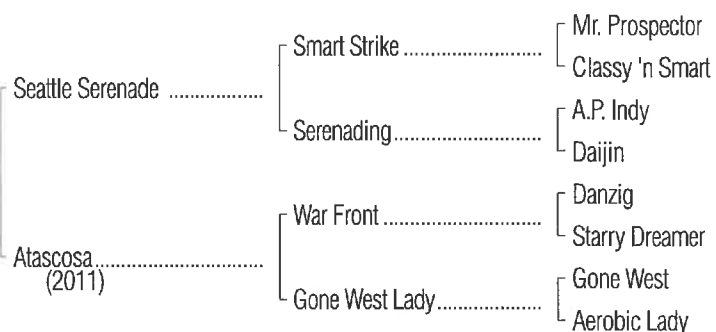 Mr. Prospector
Smart Strike ..............................
Classy 'n Smart
Seattle Serenade .....................
A.P. Indy
Serenading ................................
Daijin
Danzig
War Front ..................................
Starry Dreamer
Atascosa .....................................
(2011)
Gone West
Gone West Lady .......................
Aerobic Lady